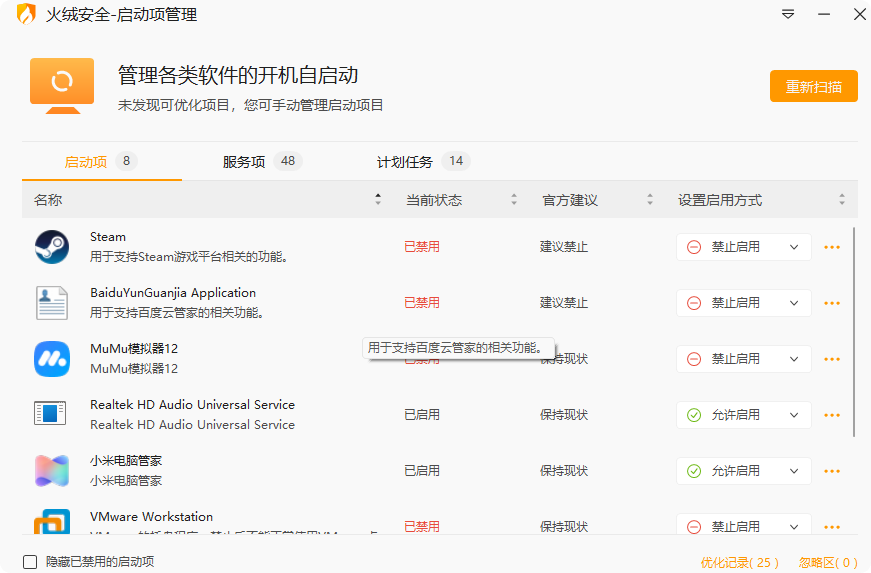 火绒安全-启动项管理
管理各类软件的开机自启动
未发现可优化项目，您可手动管理启动项目
重新扫描
启动项 8 服务项 48 计划任务 14
名称 当前状态 官方建议 设置启用方式
Steam
用于支持Steam游戏平台相关的功能。
已禁用 建议禁止 禁止启用
BaiduYunGuanjia Application
用于支持百度云管家的相关功能。
已禁用 建议禁止 禁止启用
用于支持百度云管家的相关功能。
MuMu模拟器12
MuMu模拟器12
保持现状 禁止启用
Realtek HD Audio Universal Service
Realtek HD Audio Universal Service
已启用 保持现状 允许启用
小米电脑管家
小米电脑管家
已启用 保持现状 允许启用
VMware Workstation
已禁用 保持现状 禁止启用
隐藏已禁用的启动项
优化记录( 25 ) 忽略区( 0 )